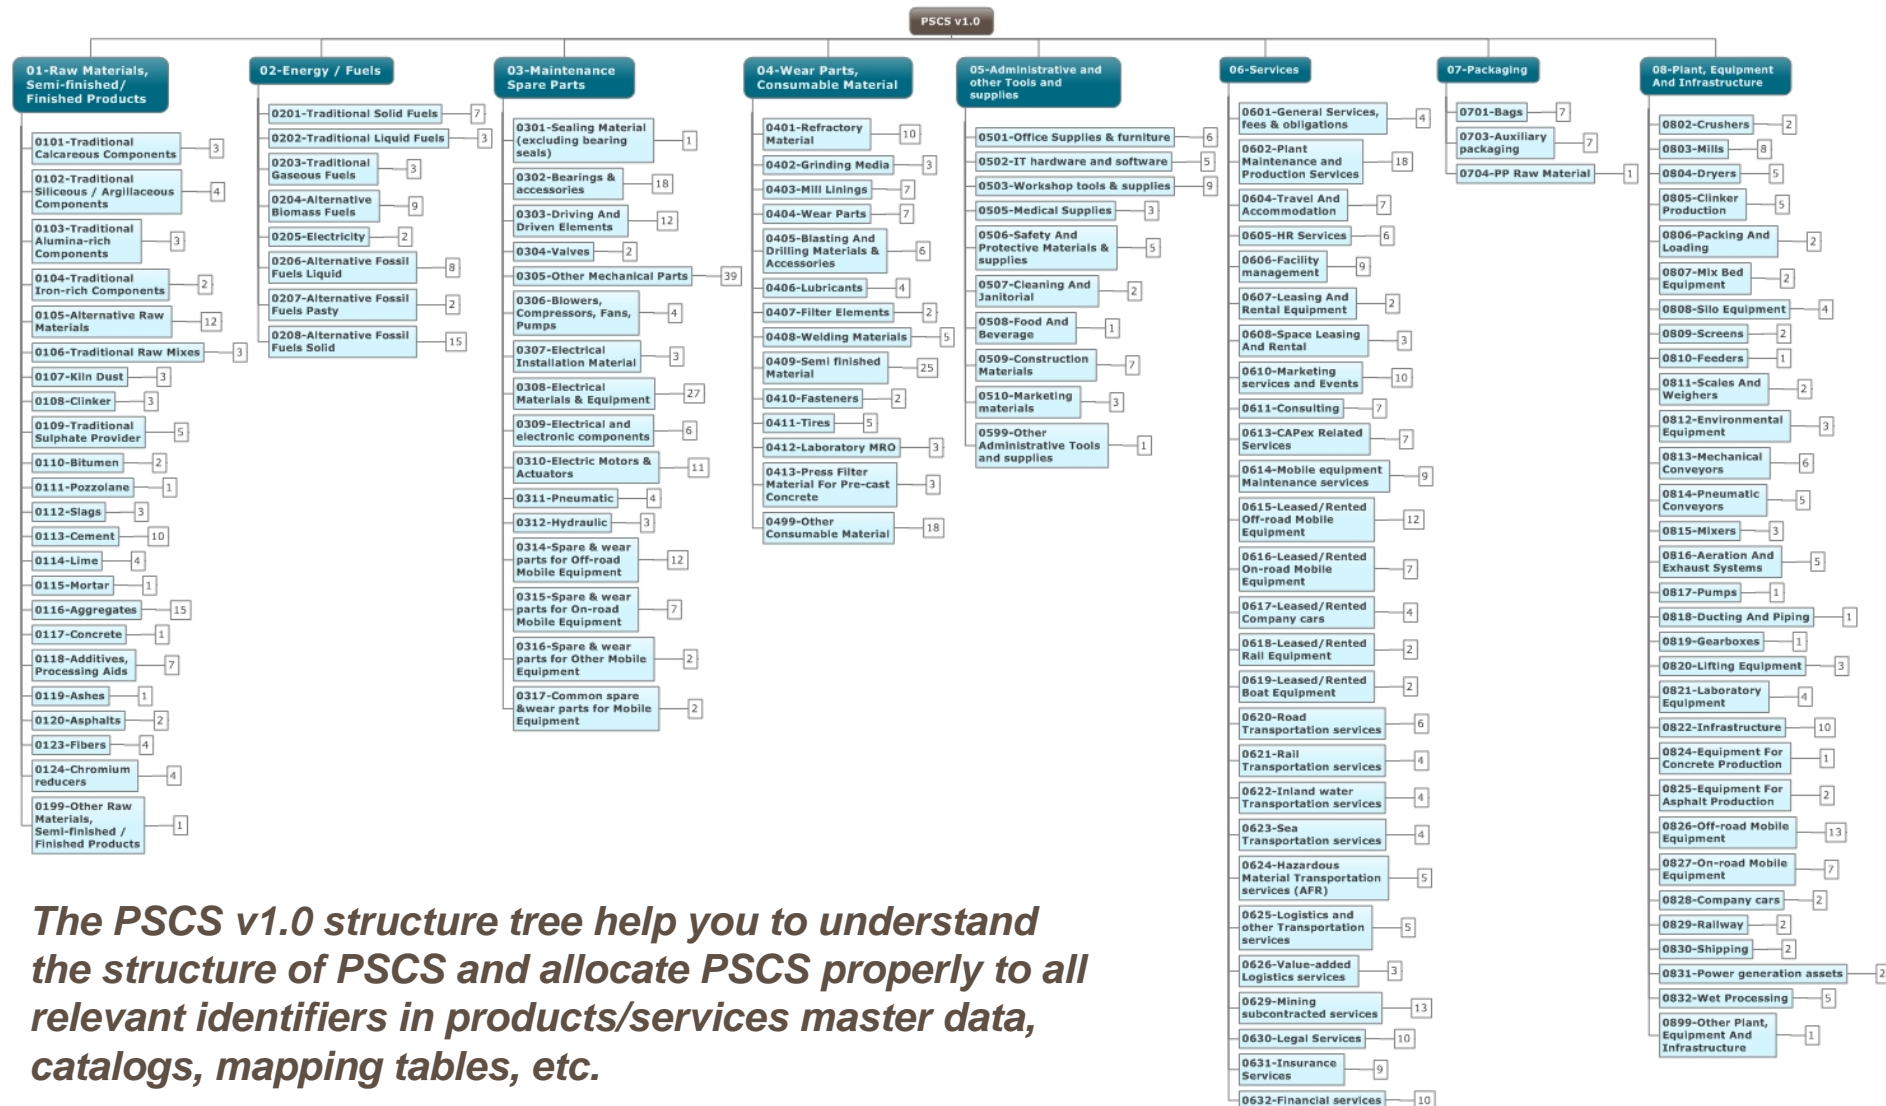 PSCS v1.0
01-Raw Materials,
Semi-finished/
Finished Products
0101-Traditional
Calcareous Components
3
0102-Traditional
Siliceous / Argillaceous
Components
4
0103-Traditional
Alumina-rich
Components
3
0104-Traditional
Iron-rich Components
2
0105-Alternative Raw
Materials
12
0106-Traditional Raw Mixes
3
0107-Kiln Dust
3
0108-Clinker
3
0109-Traditional
Sulphate Provider
5
0110-Bitumen
2
0111-Pozzolane
1
0112-Slags
3
0113-Cement
10
0114-Lime
4
0115-Mortar
1
0116-Aggregates
15
0117-Concrete
1
0118-Additives,
Processing Aids
7
0119-Ashes
1
0120-Asphalts
2
0123-Fibers
4
0124-Chromium
reducers
4
0199-Other Raw
Materials,
Semi-finished /
Finished Products
1
02-Energy / Fuels
0201-Traditional Solid Fuels
7
0202-Traditional Liquid Fuels
3
0203-Traditional
Gaseous Fuels
3
0204-Alternative
Biomass Fuels
9
0205-Electricity
2
0206-Alternative Fossil
Fuels Liquid
8
0207-Alternative Fossil
Fuels Pasty
2
0208-Alternative Fossil
Fuels Solid
15
03-Maintenance
Spare Parts
0301-Sealing Material
(excluding bearing
seals)
1
0302-Bearings &
accessories
18
0303-Driving And
Driven Elements
12
0304-Valves
2
0305-Other Mechanical Parts
39
0306-Blowers,
Compressors, Fans,
Pumps
4
0307-Electrical
Installation Material
3
0308-Electrical
Materials & Equipment
27
0309-Electrical and
electronic components
6
0310-Electric Motors &
Actuators
11
0311-Pneumatic
4
0312-Hydraulic
3
0314-Spare & wear
parts for Off-road
Mobile Equipment
12
0315-Spare & wear
parts for On-road
Mobile Equipment
7
0316-Spare & wear
parts for Other Mobile
Equipment
2
0317-Common spare
&wear parts for Mobile
Equipment
2
04-Wear Parts,
Consumable Material
0401-Refractory
Material
10
0402-Grinding Media
3
0403-Mill Linings
7
0404-Wear Parts
7
0405-Blasting And
Drilling Materials &
Accessories
6
0406-Lubricants
4
0407-Filter Elements
2
0408-Welding Materials
5
0409-Semi finished
Material
25
0410-Fasteners
2
0411-Tires
5
0412-Laboratory MRO
3
0413-Press Filter
Material For Pre-cast
Concrete
3
0499-Other
Consumable Material
18
05-Administrative and
other Tools and
supplies
0501-Office Supplies & furniture
6
0502-IT hardware and software
5
0503-Workshop tools & supplies
9
0505-Medical Supplies
3
0506-Safety And
Protective Materials &
supplies
5
0507-Cleaning And
Janitorial
2
0508-Food And
Beverage
1
0509-Construction
Materials
7
0510-Marketing
materials
3
0599-Other
Administrative Tools
and supplies
1
06-Services
0601-General Services,
fees & obligations
4
0602-Plant
Maintenance and
Production Services
18
0604-Travel And
Accommodation
7
0605-HR Services
6
0606-Facility
management
9
0607-Leasing And
Rental Equipment
2
0608-Space Leasing
And Rental
3
0610-Marketing
services and Events
10
0611-Consulting
7
0613-CAPex Related
Services
7
0614-Mobile equipment
Maintenance services
9
0615-Leased/Rented
Off-road Mobile
Equipment
12
0616-Leased/Rented
On-road Mobile
Equipment
7
0617-Leased/Rented
Company cars
4
0618-Leased/Rented
Rail Equipment
2
0619-Leased/Rented
Boat Equipment
2
0620-Road
Transportation services
6
0621-Rail
Transportation services
4
0622-Inland water
Transportation services
4
0623-Sea
Transportation services
4
0624-Hazardous
Material Transportation
services (AFR)
5
0625-Logistics and
other Transportation
services
5
0626-Value-added
Logistics services
3
0629-Mining
subcontracted services
13
0630-Legal Services
10
0631-Insurance
Services
9
0632-Financial services
10
07-Packaging
0701-Bags
7
0703-Auxiliary
packaging
7
0704-PP Raw Material
1
08-Plant, Equipment
And Infrastructure
0802-Crushers
2
0803-Mills
8
0804-Dryers
5
0805-Clinker
Production
5
0806-Packing And
Loading
2
0807-Mix Bed
Equipment
2
0808-Silo Equipment
4
0809-Screens
2
0810-Feeders
1
0811-Scales And
Weighers
2
0812-Environmental
Equipment
3
0813-Mechanical
Conveyors
6
0814-Pneumatic
Conveyors
5
0815-Mixers
3
0816-Aeration And
Exhaust Systems
5
0817-Pumps
1
0818-Ducting And Piping
1
0819-Gearboxes
1
0820-Lifting Equipment
3
0821-Laboratory
Equipment
4
0822-Infrastructure
10
0824-Equipment For
Concrete Production
1
0825-Equipment For
Asphalt Production
2
0826-Off-road Mobile
Equipment
13
0827-On-road Mobile
Equipment
7
0828-Company cars
2
0829-Railway
2
0830-Shipping
2
0831-Power generation assets
2
0832-Wet Processing
5
0899-Other Plant,
Equipment And
Infrastructure
1
The PSCS v1.0 structure tree help you to understand
the structure of PSCS and allocate PSCS properly to all
relevant identifiers in products/services master data,
catalogs, mapping tables, etc.